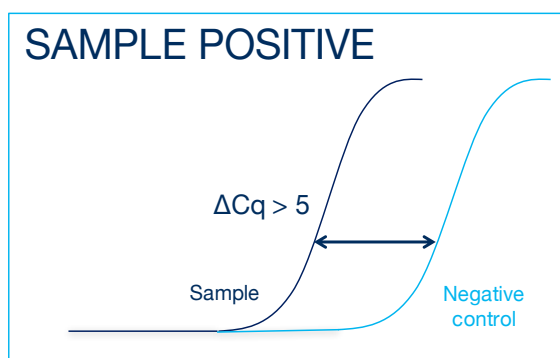 SAMPLE POSITIVE
ΔCq > 5
Sample
Negative
control